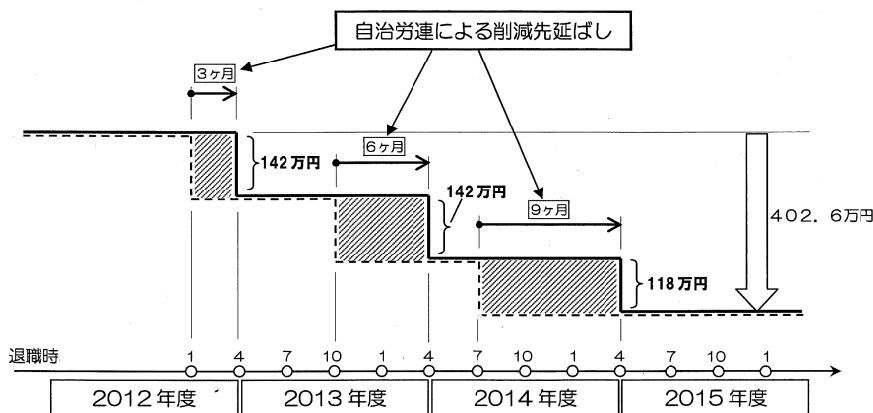 自治労連による削減先延ばし
3ヶ月
6ヶ月
142万円
142万円
9ヶ月
402．6万円
118万円
退職時 1 4 7 10 1 4 7 10 1 4 7 10 1
2012年度 2013年度 2014年度 2015年度